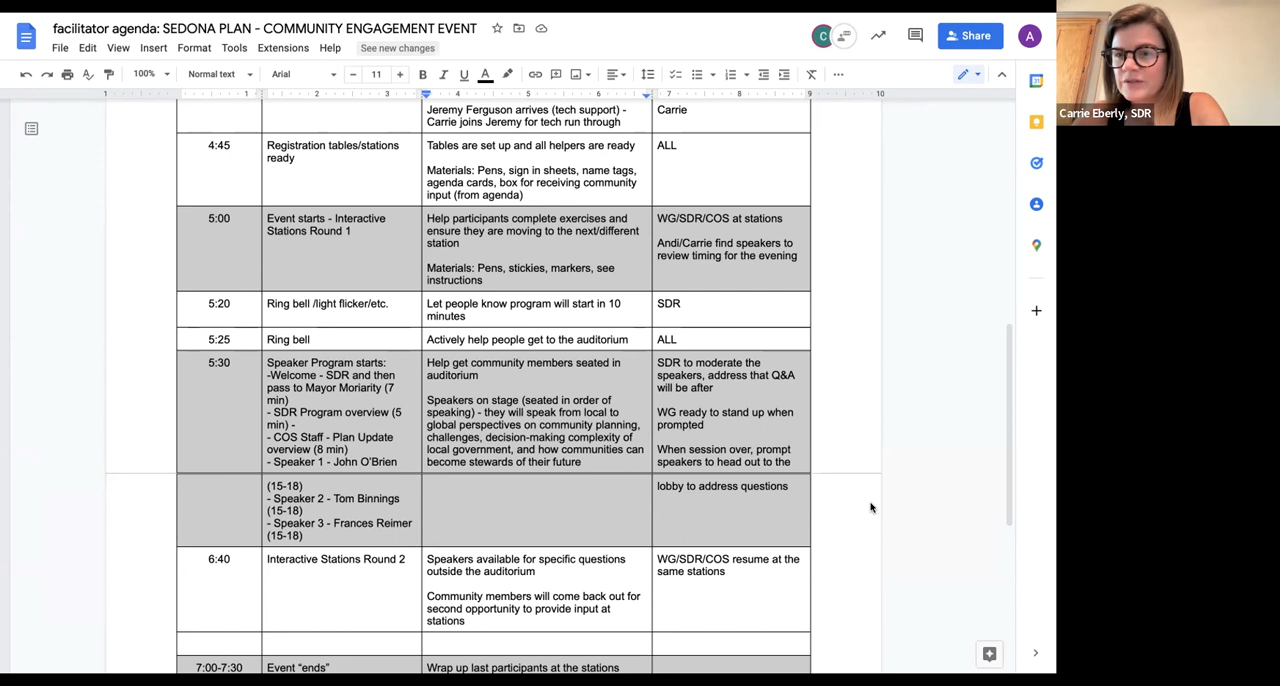 facilitator agenda: SEDONA PLAN - COMMUNITY ENGAGEMENT EVENT
File Edit View Insert Format Tools Extensions Help See new changes
C
Share
A
100% Normal text Arial 11 B I U A
1 1 2 3 4 5 6 7 8 9 10
Jeremy Ferguson arrives (tech support) -
Carrie joins Jeremy for tech run through
Carrie
4:45
Registration tables/stations
ready
Tables are set up and all helpers are ready
Materials: Pens, sign in sheets, name tags,
agenda cards, box for receiving community
input (from agenda)
ALL
5:00
Event starts - Interactive
Stations Round 1
Help participants complete exercises and
ensure they are moving to the next/different
station
Materials: Pens, stickies, markers, see
instructions
WG/SDR/COS at stations
Andi/Carrie find speakers to
review timing for the evening
5:20
Ring bell /light flicker/etc.
Let people know program will start in 10
minutes
SDR
5:25
Ring bell
Actively help people get to the auditorium
ALL
5:30
Speaker Program starts:
-Welcome - SDR and then
pass to Mayor Moriarity (7
min)
- SDR Program overview (5
min) -
- COS Staff - Plan Update
overview (8 min)
- Speaker 1 - John O'Brien
(15-18)
- Speaker 2 - Tom Binnings
(15-18)
- Speaker 3 - Frances Reimer
(15-18)
Help get community members seated in
auditorium
Speakers on stage (seated in order of
speaking) - they will speak from local to
global perspectives on community planning,
challenges, decision-making complexity of
local government, and how communities can
become stewards of their future
SDR to moderate the
speakers, address that Q&A
will be after
WG ready to stand up when
prompted
When session over, prompt
speakers to head out to the
lobby to address questions
6:40
Interactive Stations Round 2
Speakers available for specific questions
outside the auditorium
Community members will come back out for
second opportunity to provide input at
stations
WG/SDR/COS resume at the
same stations
7:00-7:30
Event “ends”
Wrap up last participants at the stations
Carrie Eberly, SDR